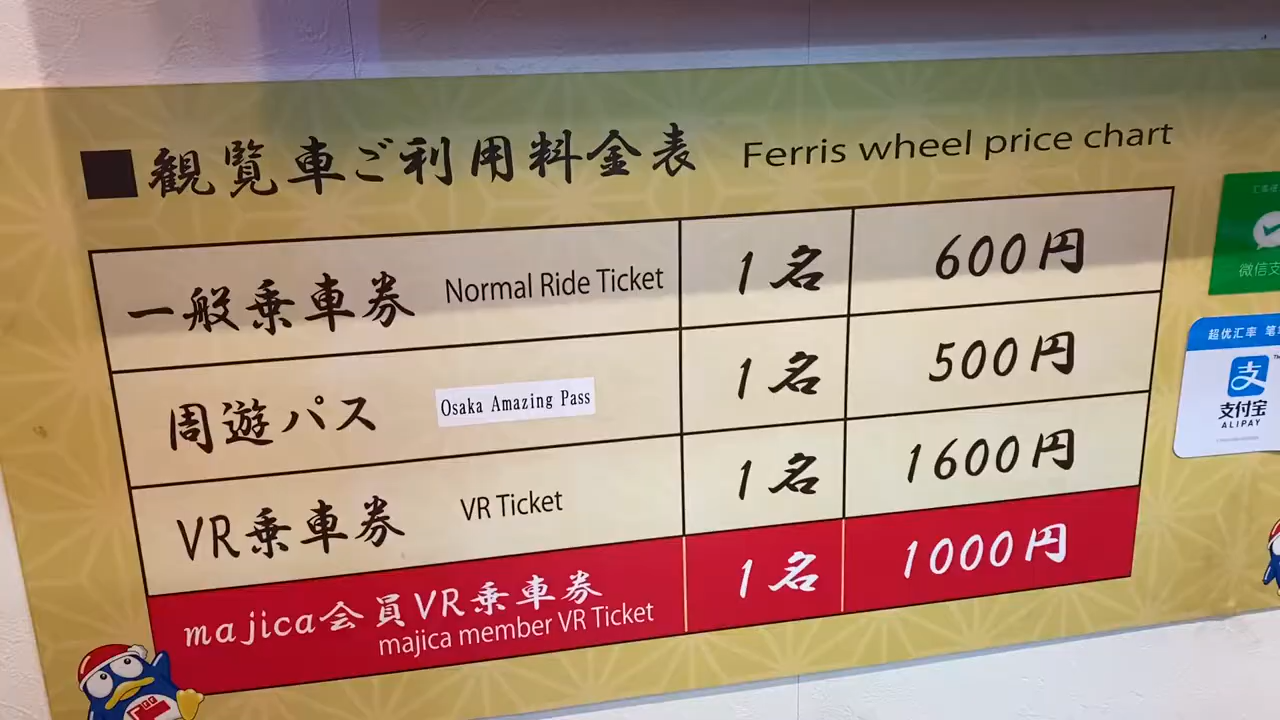 ■観覧車ご利用料金表 Ferris wheel price chart
一般乗車券 Normal Ride Ticket 1名 600円
周遊パス Osaka Amazing Pass 1名 500円
VR乗車券 VR Ticket 1名 1600円
majica会員VR乗車券
majica member VR Ticket 1名 1000円
微信支
超优汇率 笔
支付宝
ALIPAY